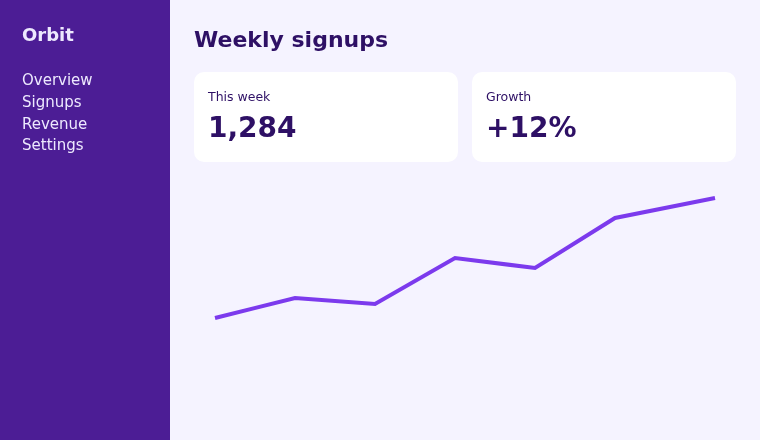 Orbit
Overview
Signups
Revenue
Settings
Weekly signups
This week
1,284
Growth
+12%